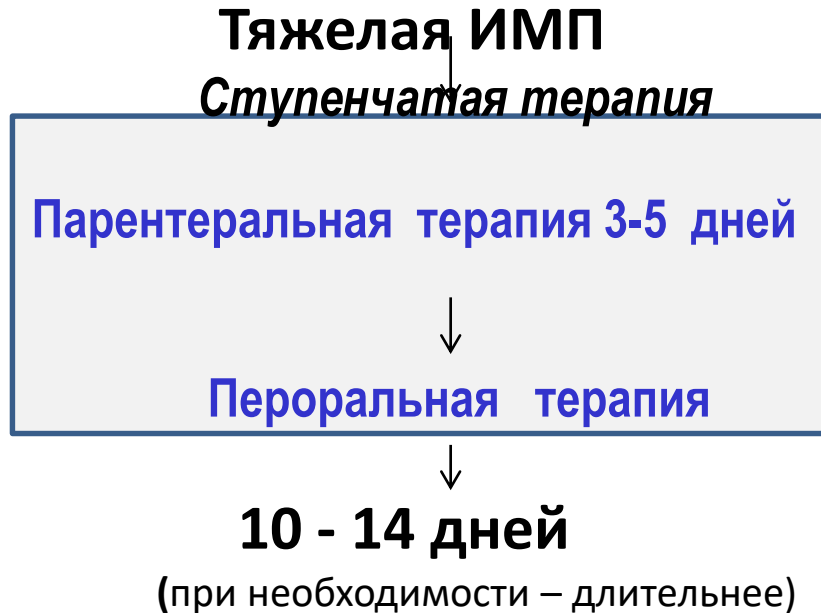 Тяжелая ИМП
Ступенчатая терапия
Парентеральная терапия 3-5 дней
Пероральная терапия
10 - 14 дней
(при необходимости – длительнее)